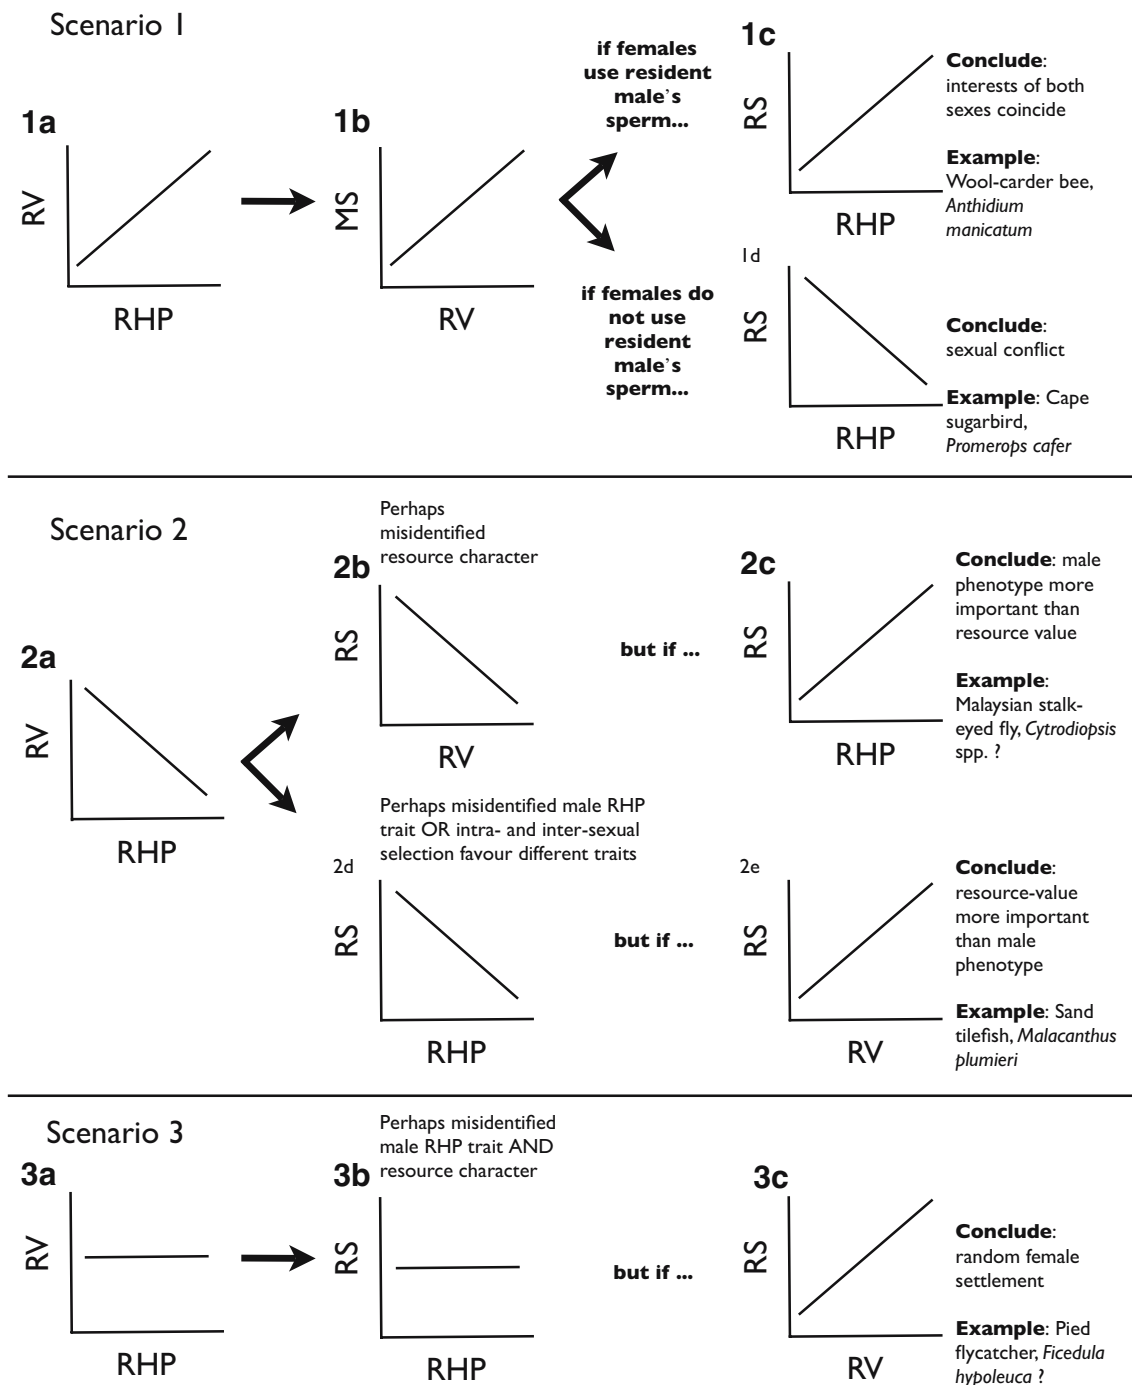 Scenario 1
1a
RV
RHP
1b
MS
RV
if females
use resident
male's
sperm...
1c
RS
RHP
Conclude:
interests of both
sexes coincide
Example:
Wool-carder bee,
Anthidium
manicatum
if females do
not use
resident
male's
sperm...
1d
RS
RHP
Conclude:
sexual conflict
Example: Cape
sugarbird,
Promerops cafer
Scenario 2
2a
RV
RHP
Perhaps
misidentified
resource character
2b
RS
RV
but if ...
2c
RS
RHP
Conclude: male
phenotype more
important than
resource value
Example:
Malaysian stalk-
eyed fly, Cytrodiopsis
spp. ?
Perhaps misidentified male RHP
trait OR intra- and inter-sexual
selection favour different traits
2d
RS
RHP
but if ...
2e
RS
RV
Conclude:
resource-value
more important
than male
phenotype
Example: Sand
tilefish, Malacanthus
plumieri
Scenario 3
3a
RV
RHP
Perhaps misidentified
male RHP trait AND
resource character
3b
RS
RHP
but if ...
3c
RS
RV
Conclude:
random female
settlement
Example: Pied
flycatcher, Ficedula
hypoleuca ?